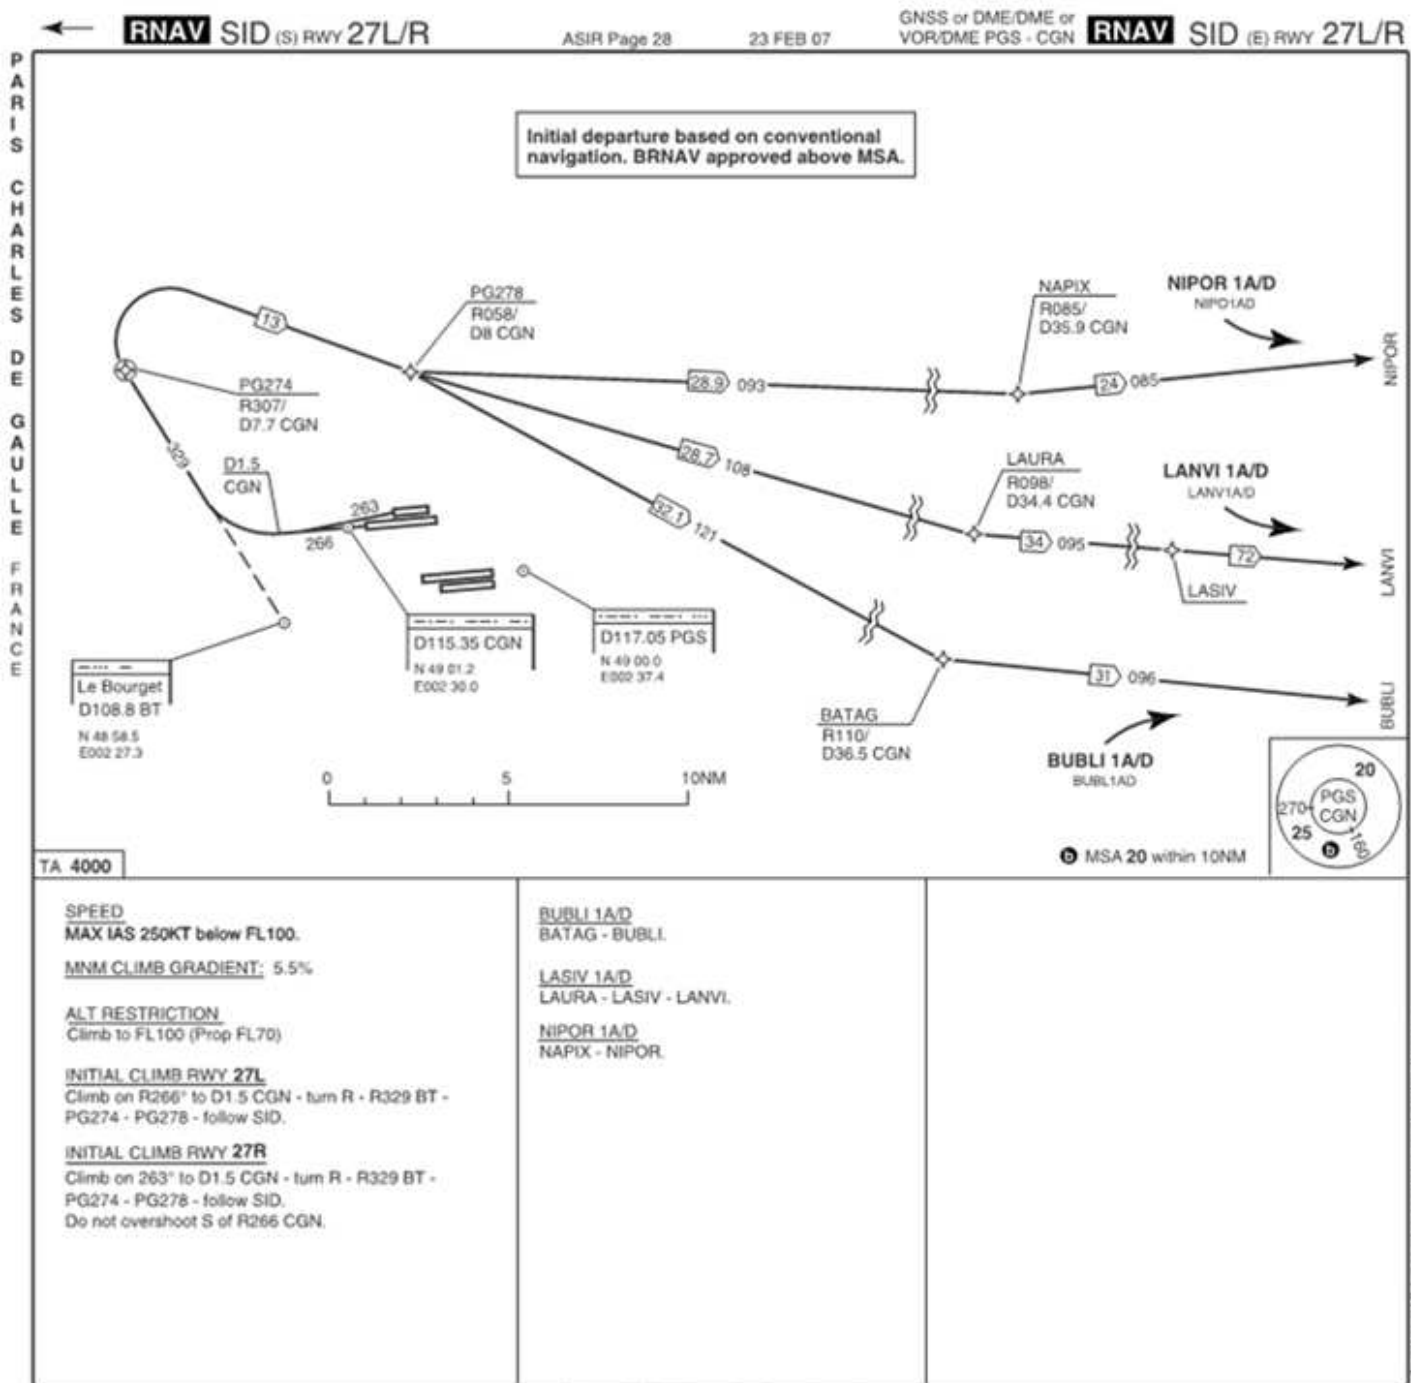 RNAV SID (S) RWY 27L/R
ASIR Page 28
23 FEB 07
GNSS or DME/DME or
VOR/DME PGS - CGN
RNAV SID (E) RWY 27L/R
PARIS CHARLES DE GAULLE FRANCE
Initial departure based on conventional
navigation. BRNAV approved above MSA.
13
PG278
R058/
D8 CGN
NAPIX
R085/
D35.9 CGN
NIPOR 1A/D
NIPO1AD
NIPOR
28.9 093
24 085
PG274
R307/
D7.7 CGN
329
D1.5
CGN
263
266
28.7 108
LAURA
R098/
D34.4 CGN
LANVI 1A/D
LANV1A/D
34 095
72
LASIV
LANVI
32.1 121
D115.35 CGN
N 49 01.2
E002 30.0
D117.05 PGS
N 49 00.0
E002 37.4
Le Bourget
D108.8 BT
N 48 58.5
E002 27.3
31 096
BATAG
R110/
D36.5 CGN
BUBLI 1A/D
BUBL1AD
BUBLI
0 5 10NM
20
PGS
CGN
270
25
b
160
b MSA 20 within 10NM
TA 4000
SPEED
MAX IAS 250KT below FL100.
MNM CLIMB GRADIENT: 5.5%
ALT RESTRICTION
Climb to FL100 (Prop FL70)
INITIAL CLIMB RWY 27L
Climb on R266° to D1.5 CGN - turn R - R329 BT -
PG274 - PG278 - follow SID.
INITIAL CLIMB RWY 27R
Climb on 263° to D1.5 CGN - turn R - R329 BT -
PG274 - PG278 - follow SID.
Do not overshoot S of R266 CGN.
BUBLI 1A/D
BATAG - BUBLI.
LASIV 1A/D
LAURA - LASIV - LANVI.
NIPOR 1A/D
NAPIX - NIPOR.